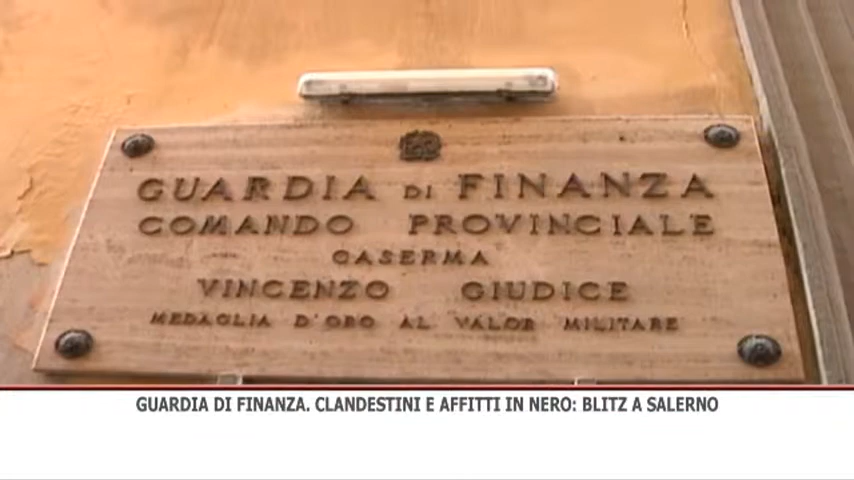 GUARDIA DI FINANZA
COMANDO PROVINCIALE
CASERMA
VINCENZO GIUDICE
MEDAGLIA D'ORO AL VALOR MILITARE
GUARDIA DI FINANZA. CLANDESTINI E AFFITTI IN NERO: BLITZ A SALERNO